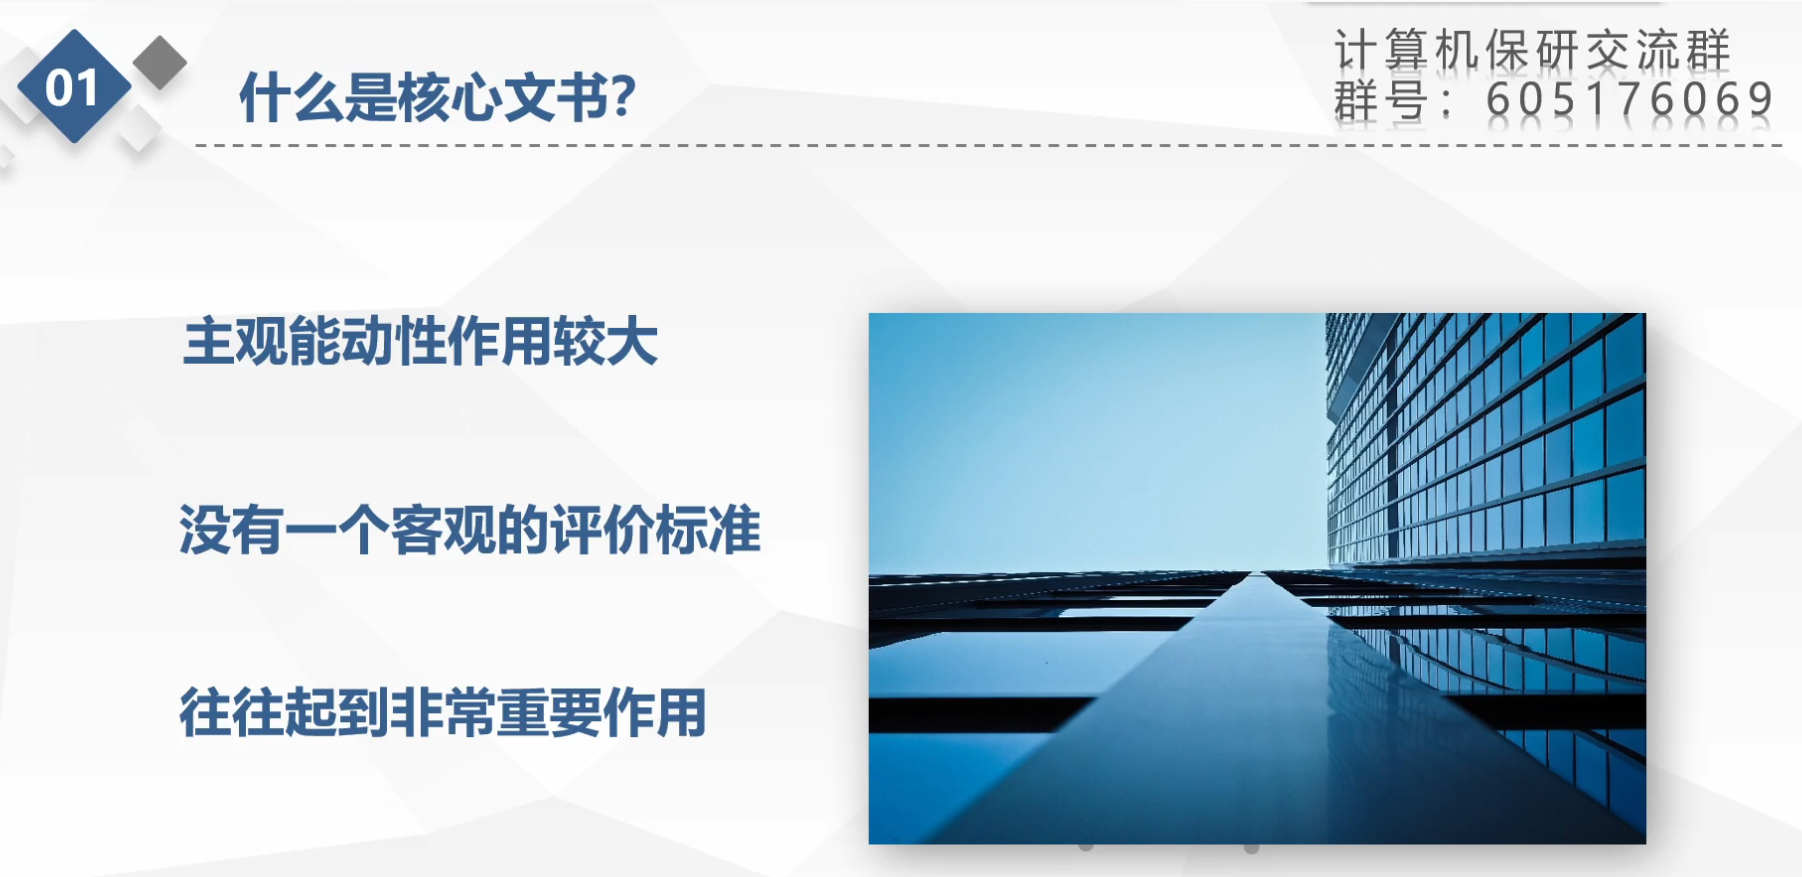 01
什么是核心文书？
计算机保研交流群
群号：605176069
主观能动性作用较大
没有一个客观的评价标准
往往起到非常重要作用